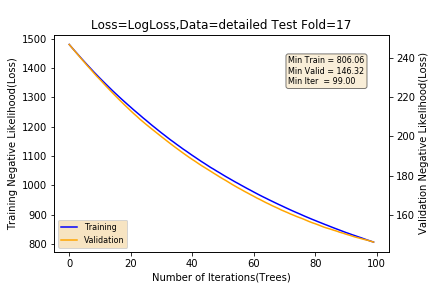 Loss=LogLoss,Data=detailed Test Fold=17
Training Negative Likelihood(Loss)
1500
1400
1300
1200
1100
1000
900
800
Min Train = 806.06
Min Valid = 146.32
Min Iter  = 99.00
Training
Validation
240
220
200
180
160
Validation Negative Likelihood(Loss)
0
20
40
60
80
100
Number of Iterations(Trees)